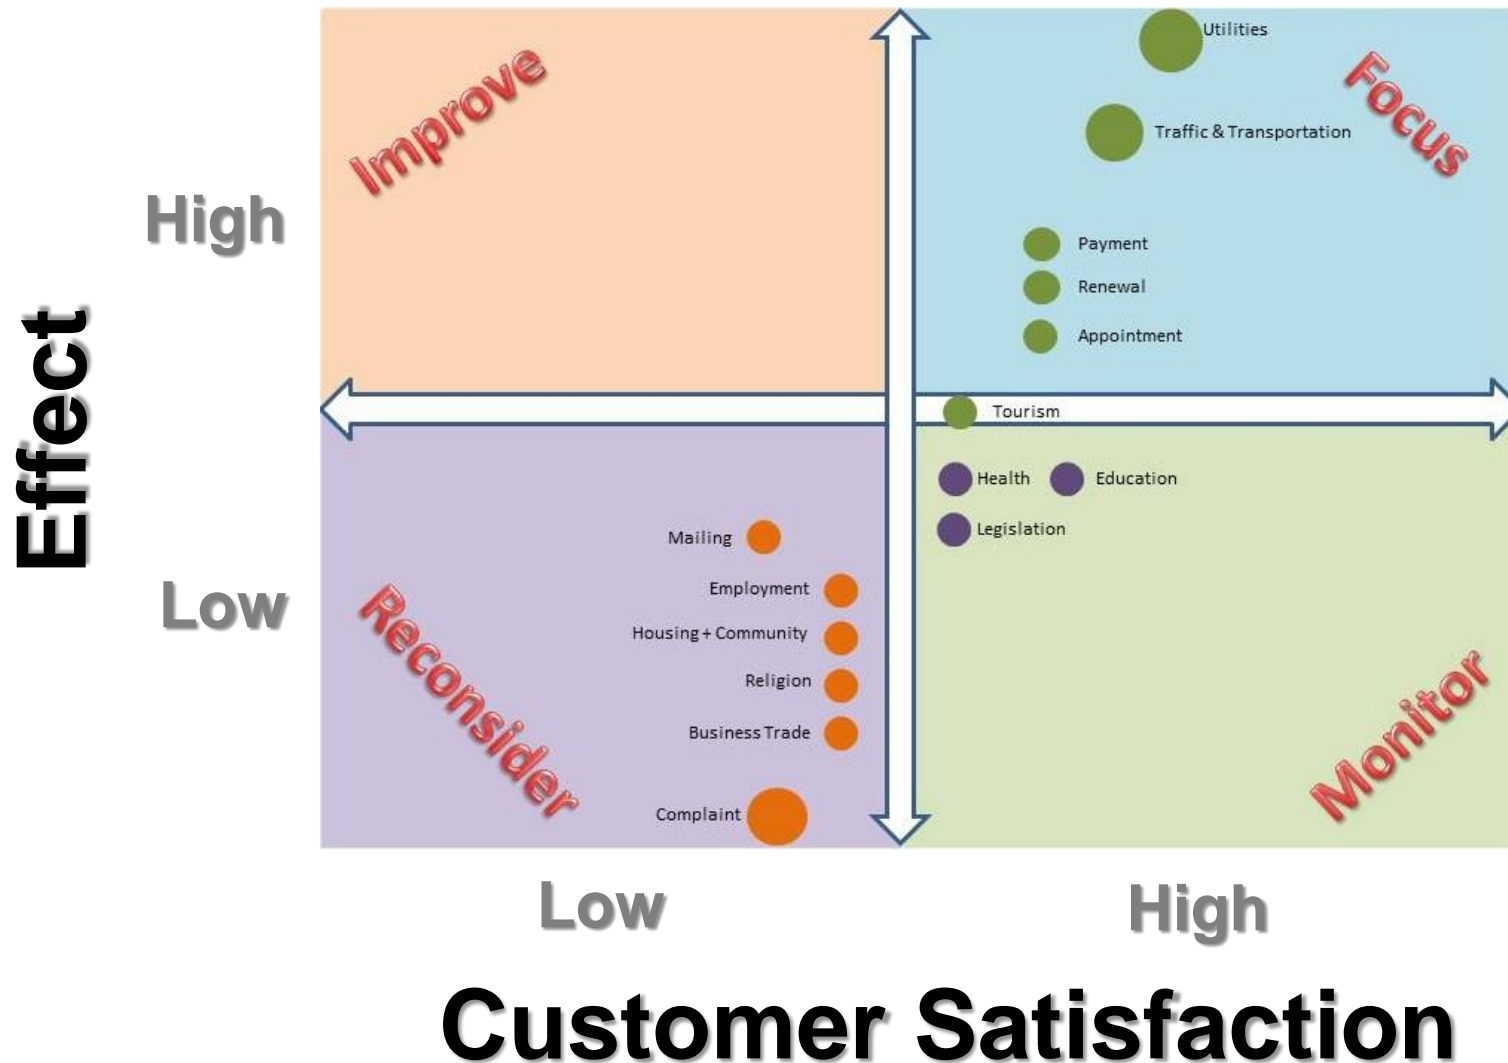 Improve
Focus
Utilities
Traffic & Transportation
High
Payment
Renewal
Appointment
Effect
Tourism
Health
Education
Legislation
Mailing
Employment
Low
Housing + Community
Religion
Business Trade
Reconsider
Monitor
Complaint
Low
High
Customer Satisfaction